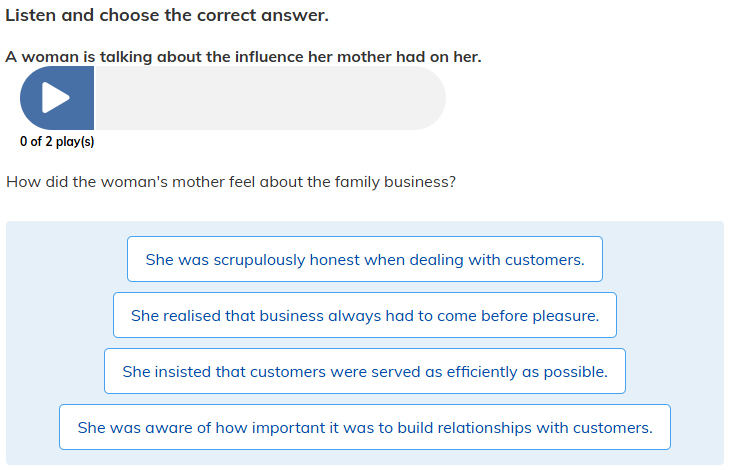 Listen and choose the correct answer.
A woman is talking about the influence her mother had on her.
0 of 2 play(s)
How did the woman's mother feel about the family business?
She was scrupulously honest when dealing with customers.
She realised that business always had to come before pleasure.
She insisted that customers were served as efficiently as possible.
She was aware of how important it was to build relationships with customers.